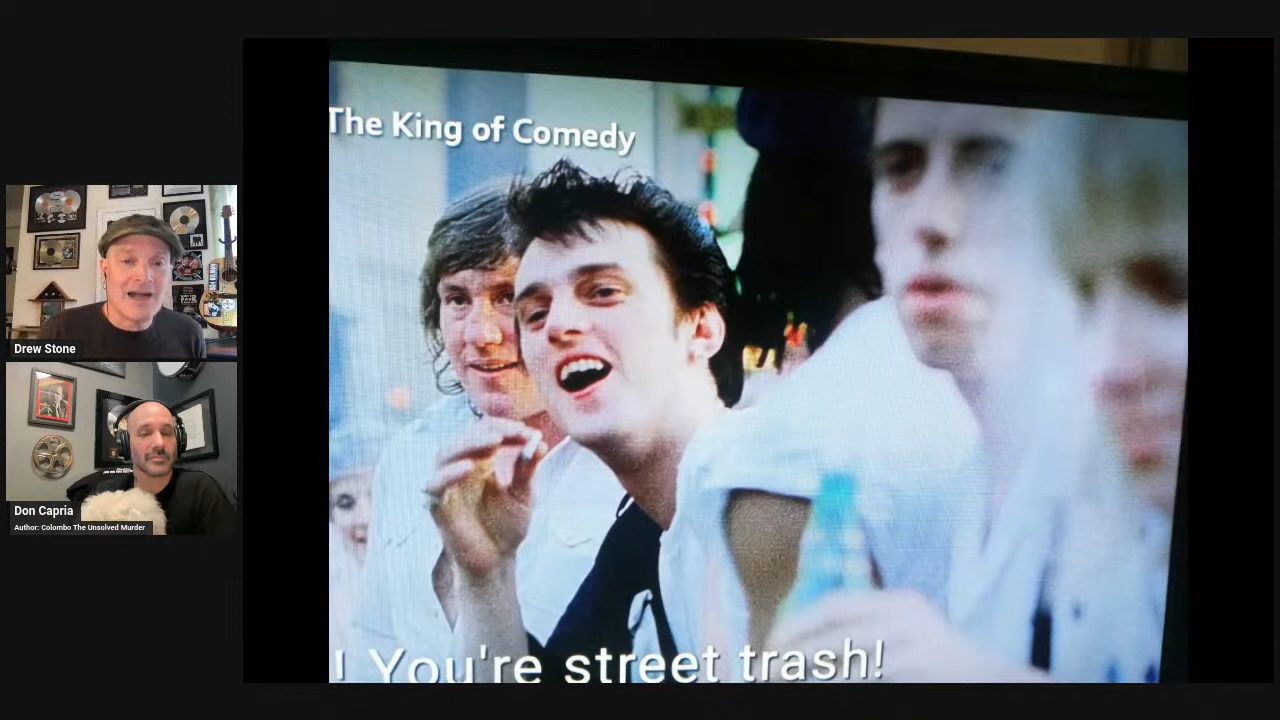 The King of Comedy
Drew Stone
Don Capria
Author: Colombo The Unsolved Murder
! You're street trash!